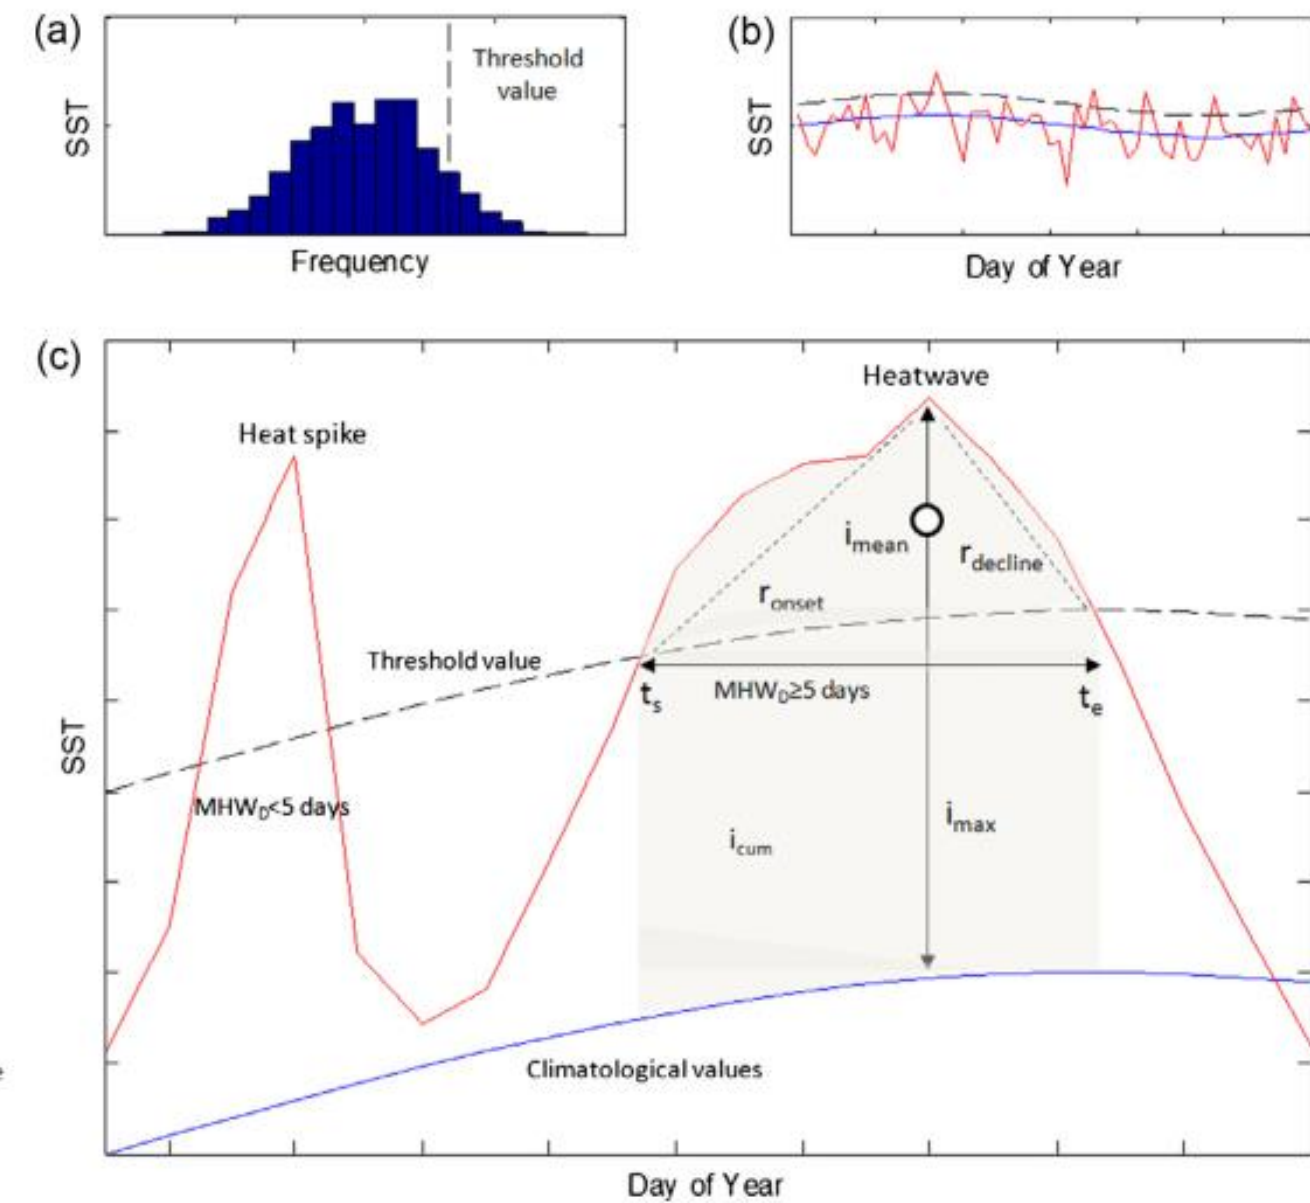 (a)
Threshold
value
SST
Frequency
(b)
SST
Day of Year
(c)
Heatwave
Heat spike
i_mean
r_decline
r_onset
Threshold value
t_s
MHW_D≥5 days
t_e
SST
MHW_D<5 days
i_max
i_cum
Climatological values
e
Day of Year